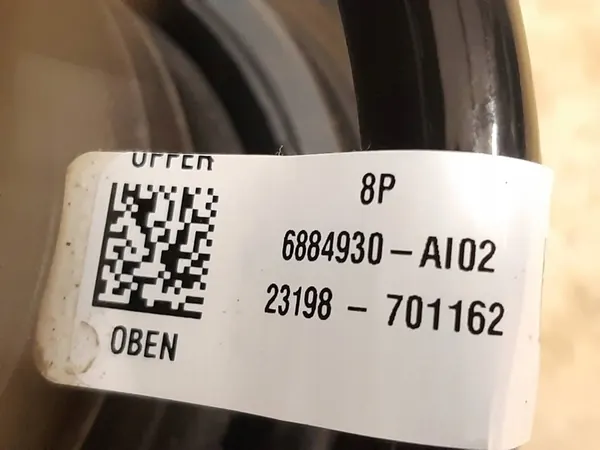 UPPER
8P
6884930-AI02
23198 - 701162
OBEN